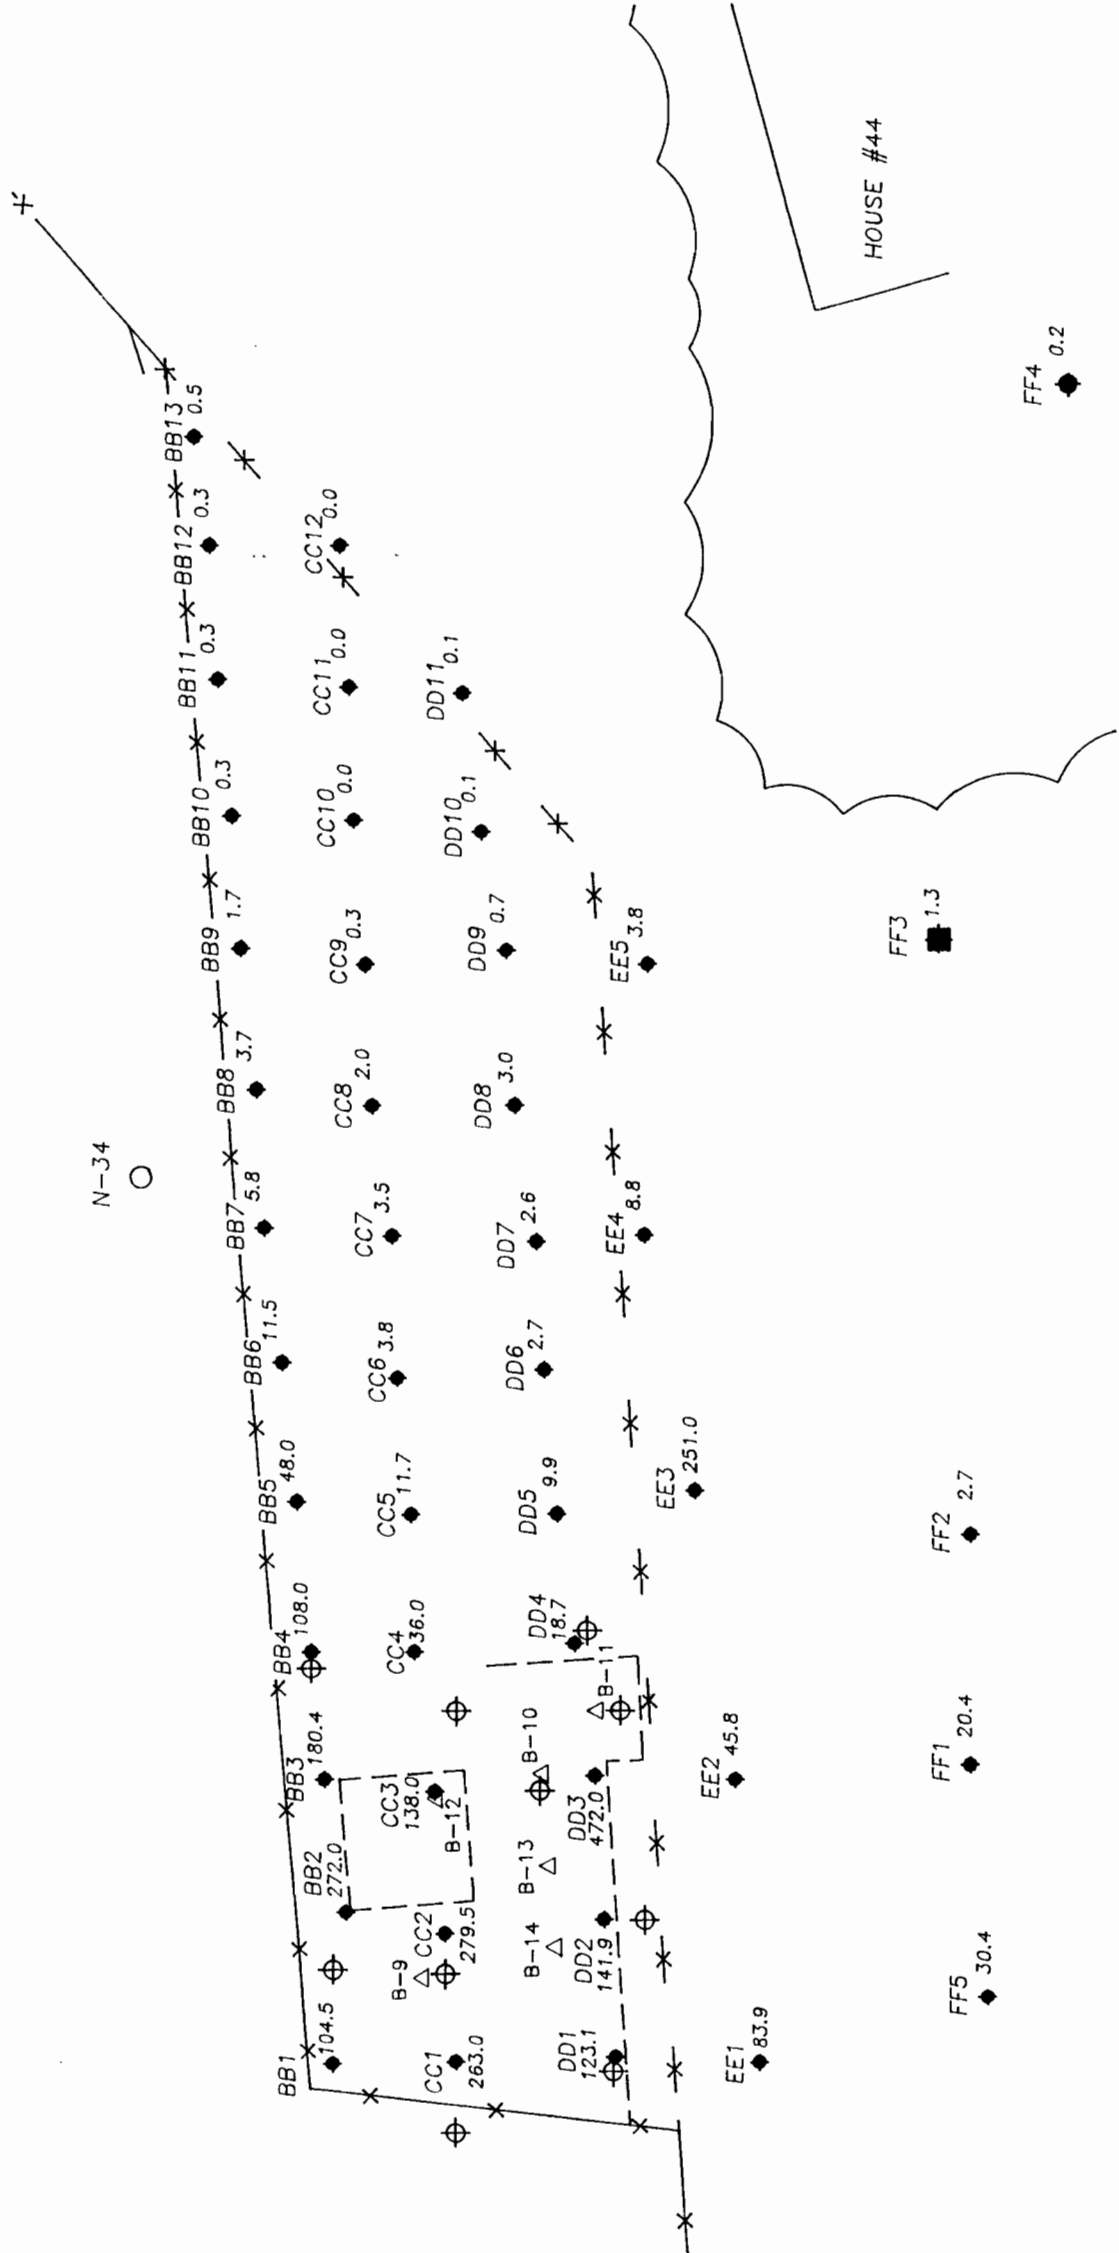 N-34
BB1
104.5
BB2
272.0
BB3
180.4
BB4
108.0
BB5
48.0
BB6
11.5
BB7
5.8
BB8
3.7
BB9
1.7
BB10
0.3
BB11
0.3
BB12
0.3
BB13
0.5
CC1
263.0
B-9
CC2
279.5
CC3
138.0
B-12
CC4
36.0
CC5
11.7
CC6
3.8
CC7
3.5
CC8
2.0
CC9
0.3
CC10
0.0
CC11
0.0
CC12
0.0
DD1
123.1
B-14
DD2
141.9
B-13
DD3
472.0
B-10
B-11
DD4
18.7
DD5
9.9
DD6
2.7
DD7
2.6
DD8
3.0
DD9
0.7
DD10
0.1
DD11
0.1
EE1
83.9
EE2
45.8
EE3
251.0
EE4
8.8
EE5
3.8
FF5
30.4
FF1
20.4
FF2
2.7
FF3
1.3
FF4
0.2
HOUSE #44